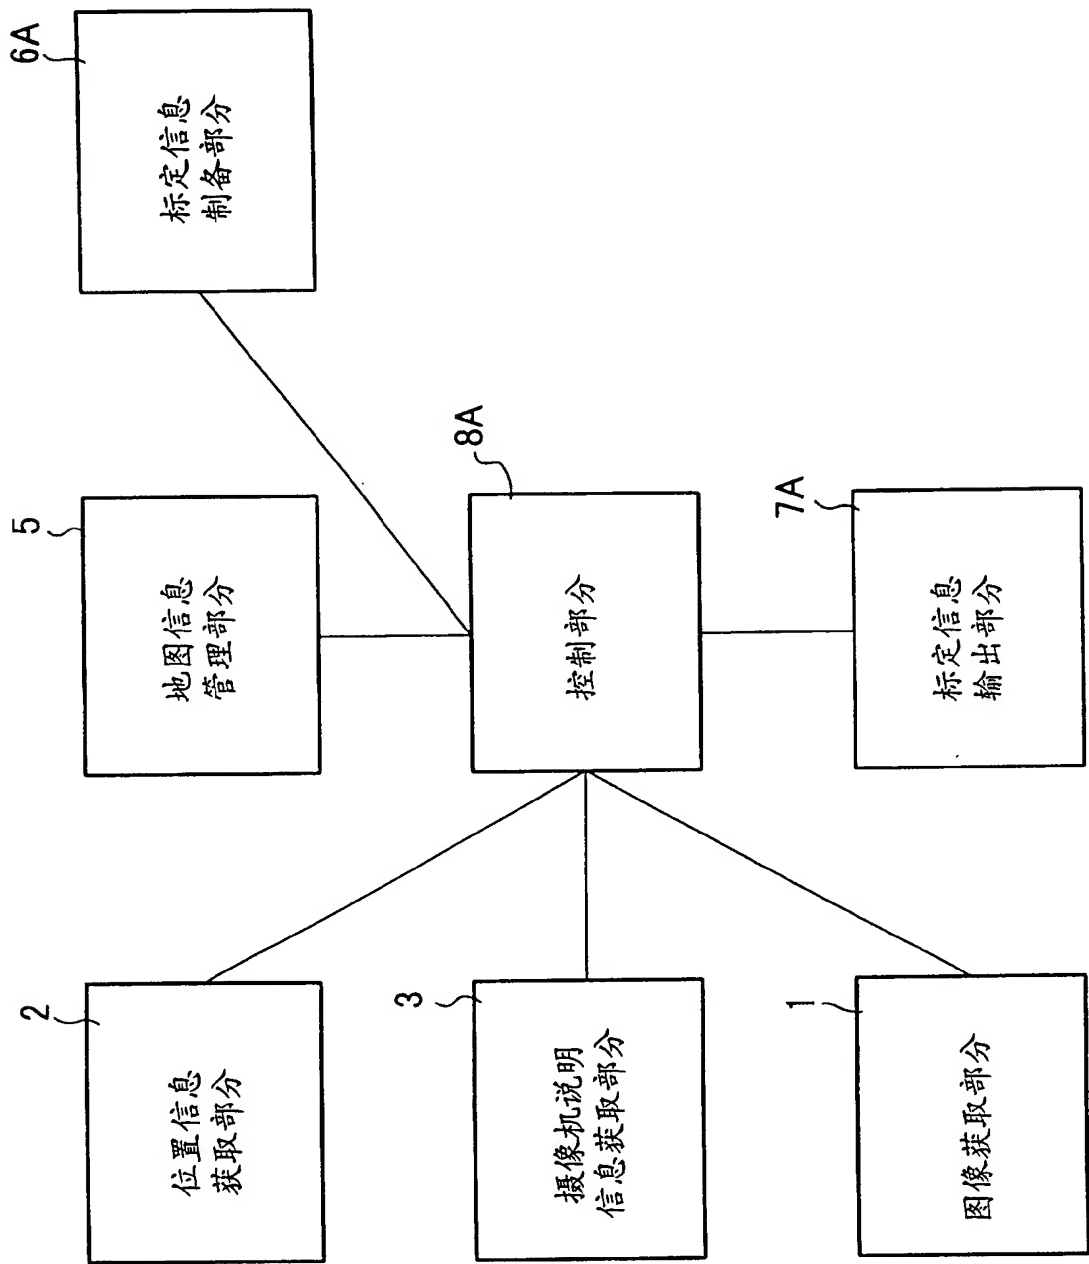 2
位置信息
获取部分
5
地图信息
管理部分
6A
标定信息
制备部分
3
摄像机说明
信息获取部分
8A
控制部分
1
图像获取部分
7A
标定信息
输出部分